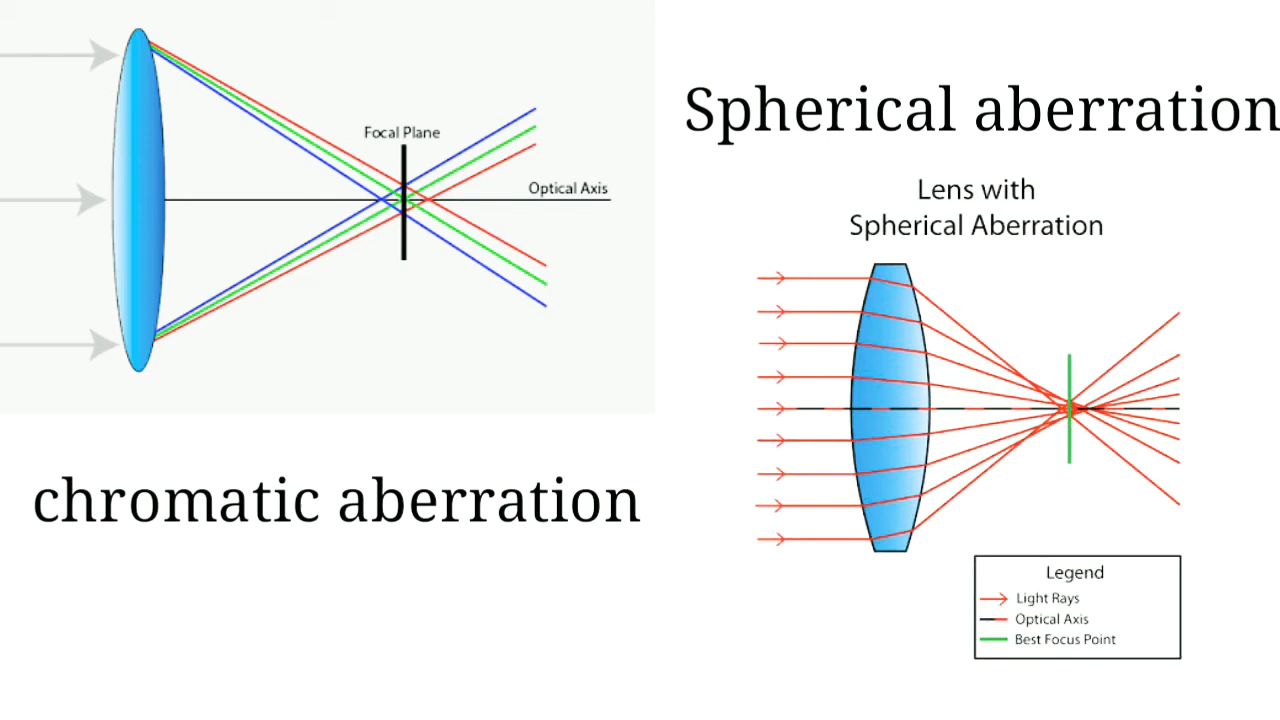 Focal Plane
Optical Axis
chromatic aberration
Spherical aberration
Lens with
Spherical Aberration
Legend
Light Rays
Optical Axis
Best Focus Point